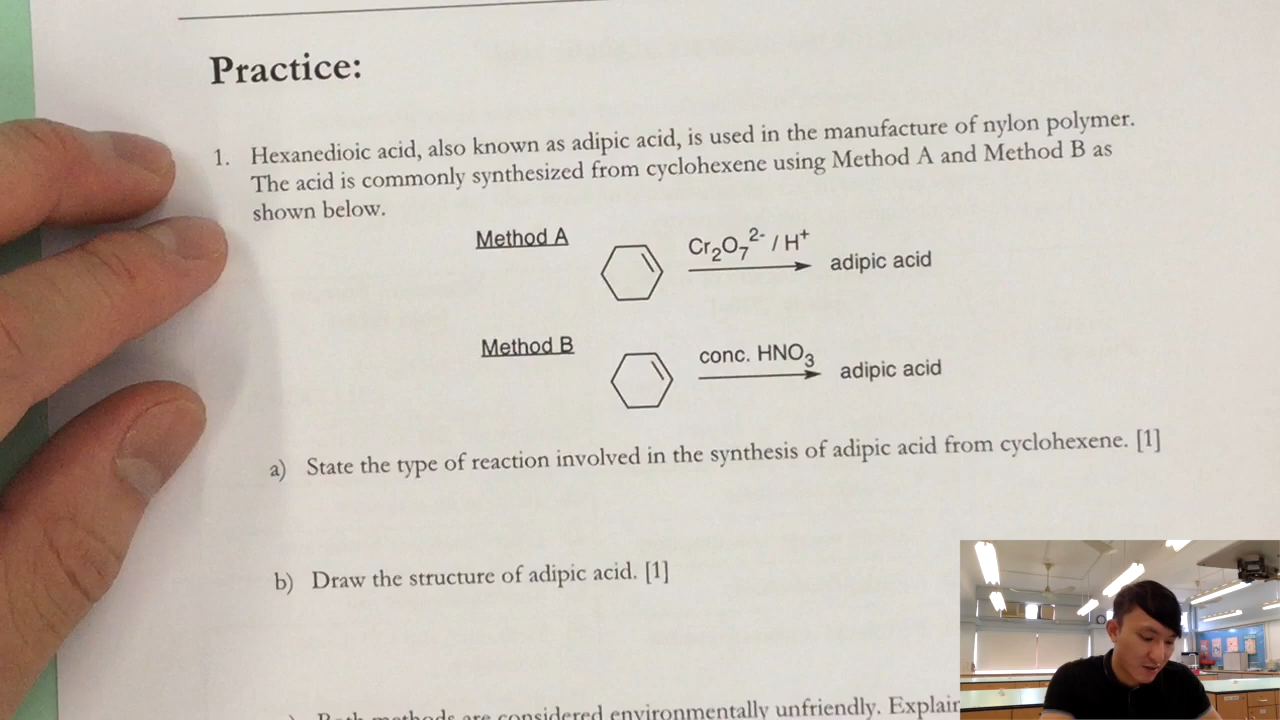 Practice:
1. Hexanedioic acid, also known as adipic acid, is used in the manufacture of nylon polymer.
The acid is commonly synthesized from cyclohexene using Method A and Method B as
shown below.
Method A
Cr₂O₇²⁻ / H⁺
adipic acid
Method B
conc. HNO₃
adipic acid
a) State the type of reaction involved in the synthesis of adipic acid from cyclohexene. [1]
b) Draw the structure of adipic acid. [1]
methods are considered environmentally unfriendly. Explain